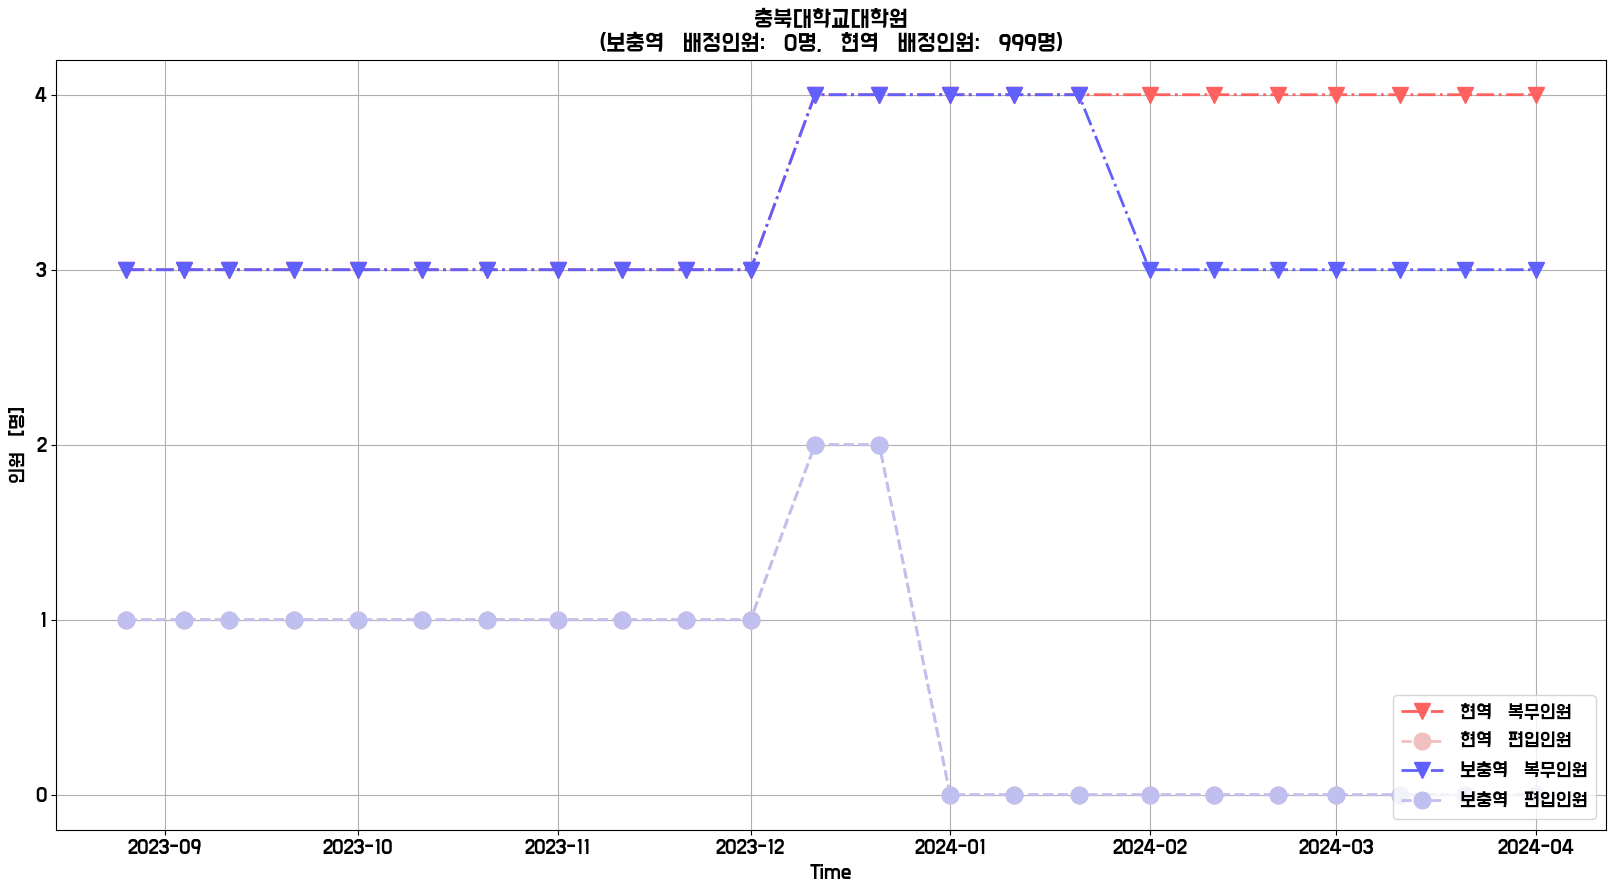 충북대학교대학원
(보충역 배정인원: 0명, 현역 배정인원: 999명)
4
3
2
1
0
인원 [명]
2023-09 2023-10 2023-11 2023-12 2024-01 2024-02 2024-03 2024-04
Time
현역 복무인원
현역 편입인원
보충역 복무인원
보충역 편입인원